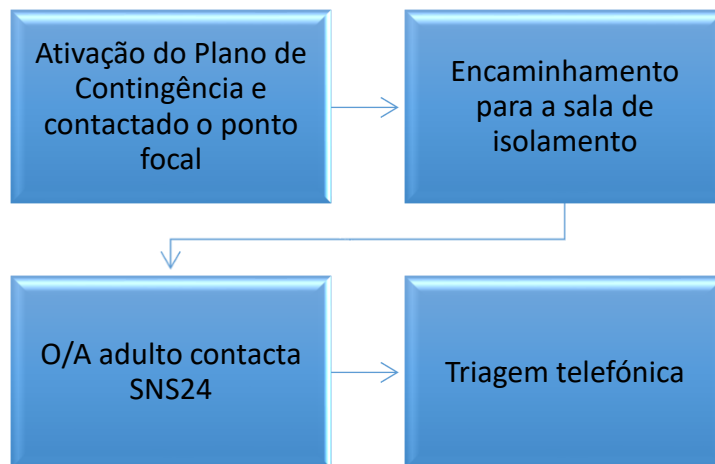 Ativação do Plano de
Contingência e
contactado o ponto
focal
Encaminhamento
para a sala de
isolamento
O/A adulto contacta
SNS24
Triagem telefónica